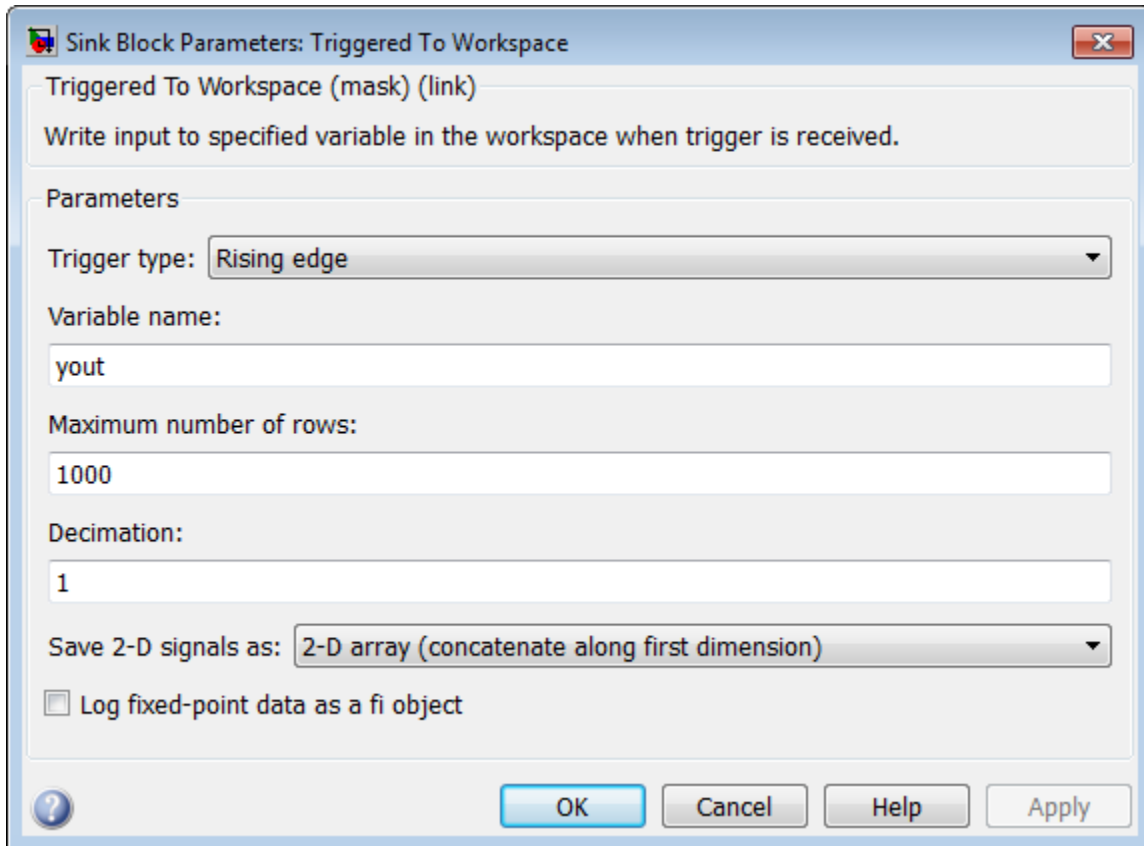 Sink Block Parameters: Triggered To Workspace
Triggered To Workspace (mask) (link)
Write input to specified variable in the workspace when trigger is received.
Parameters
Trigger type: Rising edge
Variable name:
yout
Maximum number of rows:
1000
Decimation:
1
Save 2-D signals as: 2-D array (concatenate along first dimension)
Log fixed-point data as a fi object
? OK Cancel Help Apply